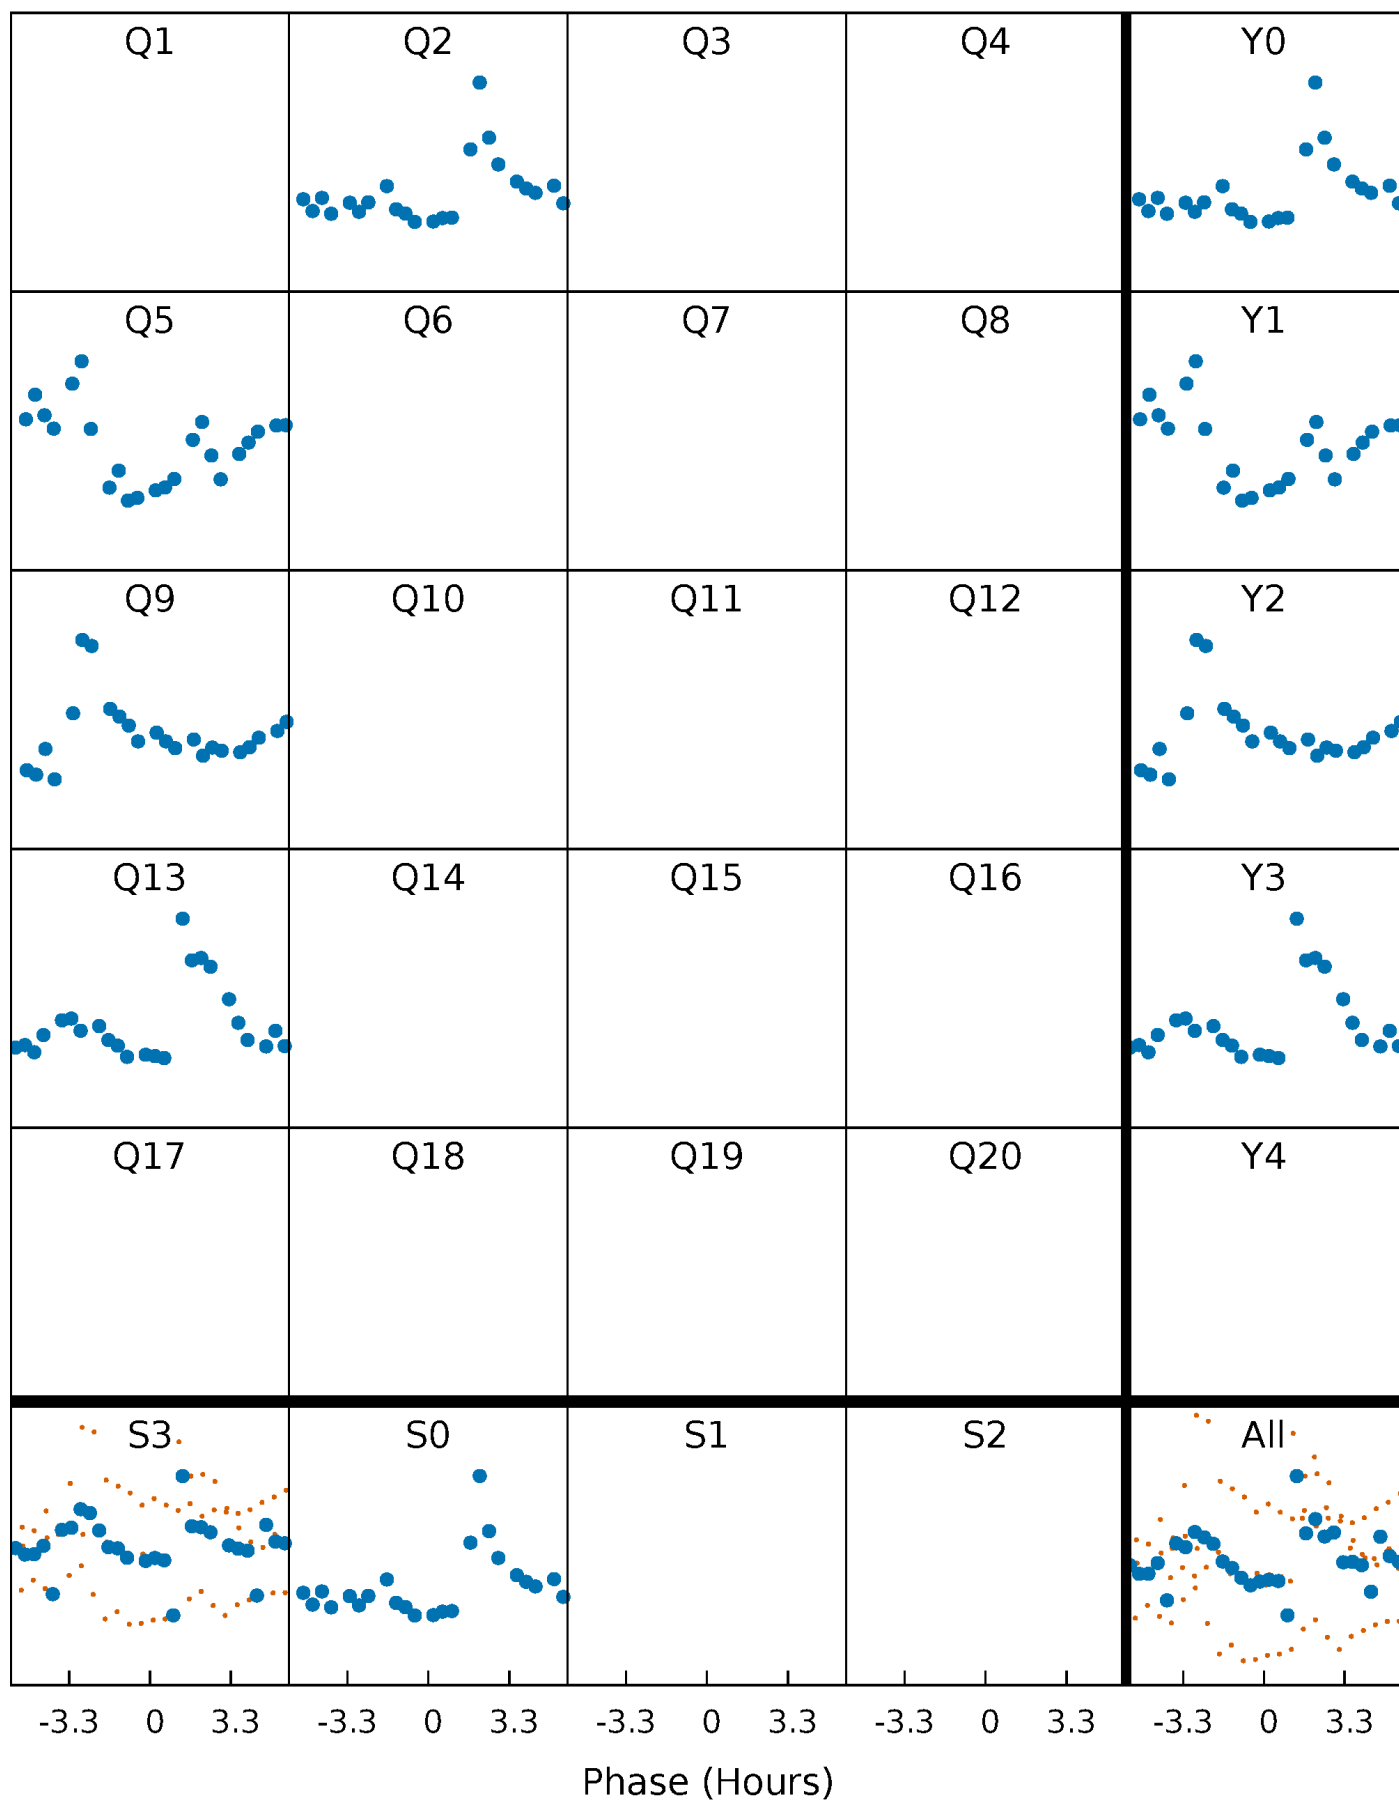 Q1 Q2 Q3 Q4 Y0
Q5 Q6 Q7 Q8 Y1
Q9 Q10 Q11 Q12 Y2
Q13 Q14 Q15 Q16 Y3
Q17 Q18 Q19 Q20 Y4
S3 S0 S1 S2 All
-3.3 0 3.3 -3.3 0 3.3 -3.3 0 3.3 -3.3 0 3.3 -3.3 0 3.3
Phase (Hours)